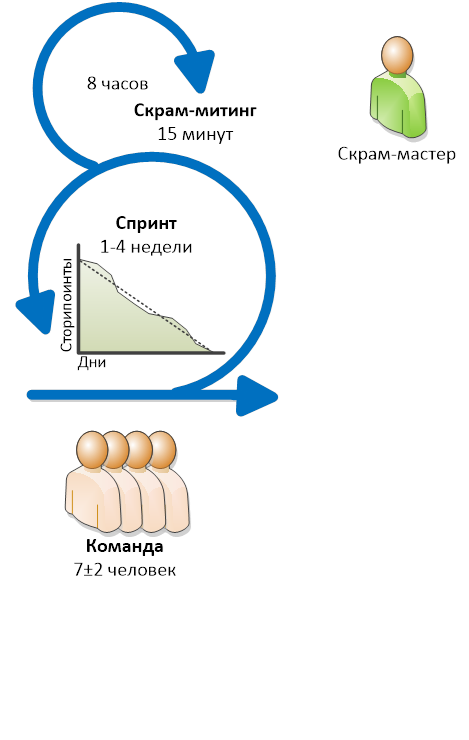 8 часов
Скрам-митинг
15 минут
Скрам-мастер
Спринт
1-4 недели
Сторипоинты
Дни
Команда
7±2 человек